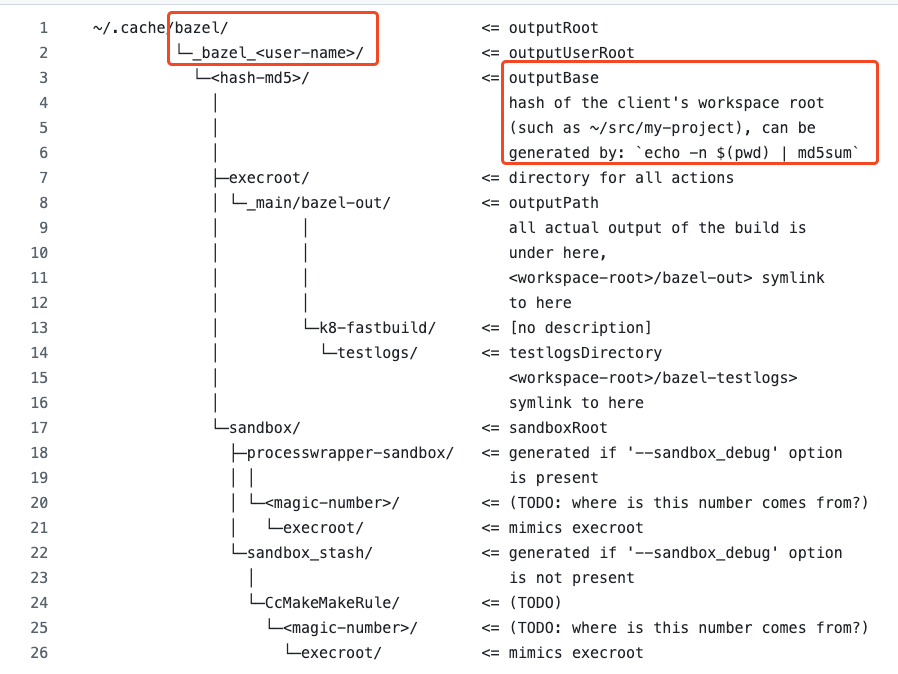 1 ~/.cache/bazel/ <= outputRoot
2 └─_bazel_<user-name>/ <= outputUserRoot
3 └─<hash-md5>/ <= outputBase
4 │ hash of the client's workspace root
5 │ (such as ~/src/my-project), can be
6 │ generated by: `echo -n $(pwd) | md5sum`
7 ├─execroot/ <= directory for all actions
8 │ └─_main/bazel-out/ <= outputPath
9 │ │ all actual output of the build is
10 │ │ under here,
11 │ │ <workspace-root>/bazel-out> symlink
12 │ │ to here
13 │ └─k8-fastbuild/ <= [no description]
14 │ └─testlogs/ <= testlogsDirectory
15 │ <workspace-root>/bazel-testlogs>
16 │ symlink to here
17 └─sandbox/ <= sandboxRoot
18 ├─processwrapper-sandbox/ <= generated if '--sandbox_debug' option
19 │ │ is present
20 │ └─<magic-number>/ <= (TODO: where is this number comes from?)
21 │ └─execroot/ <= mimics execroot
22 └─sandbox_stash/ <= generated if '--sandbox_debug' option
23 │ is not present
24 └─CcMakeMakeRule/ <= (TODO)
25 └─<magic-number>/ <= (TODO: where is this number comes from?)
26 └─execroot/ <= mimics execroot